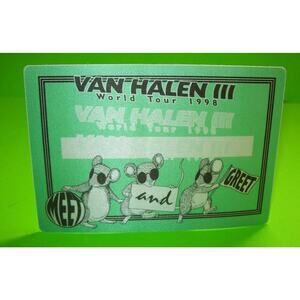 VAN HALEN III
World Tour 1998
VAN HALEN III
World Tour 1998
MEET
and
GREET